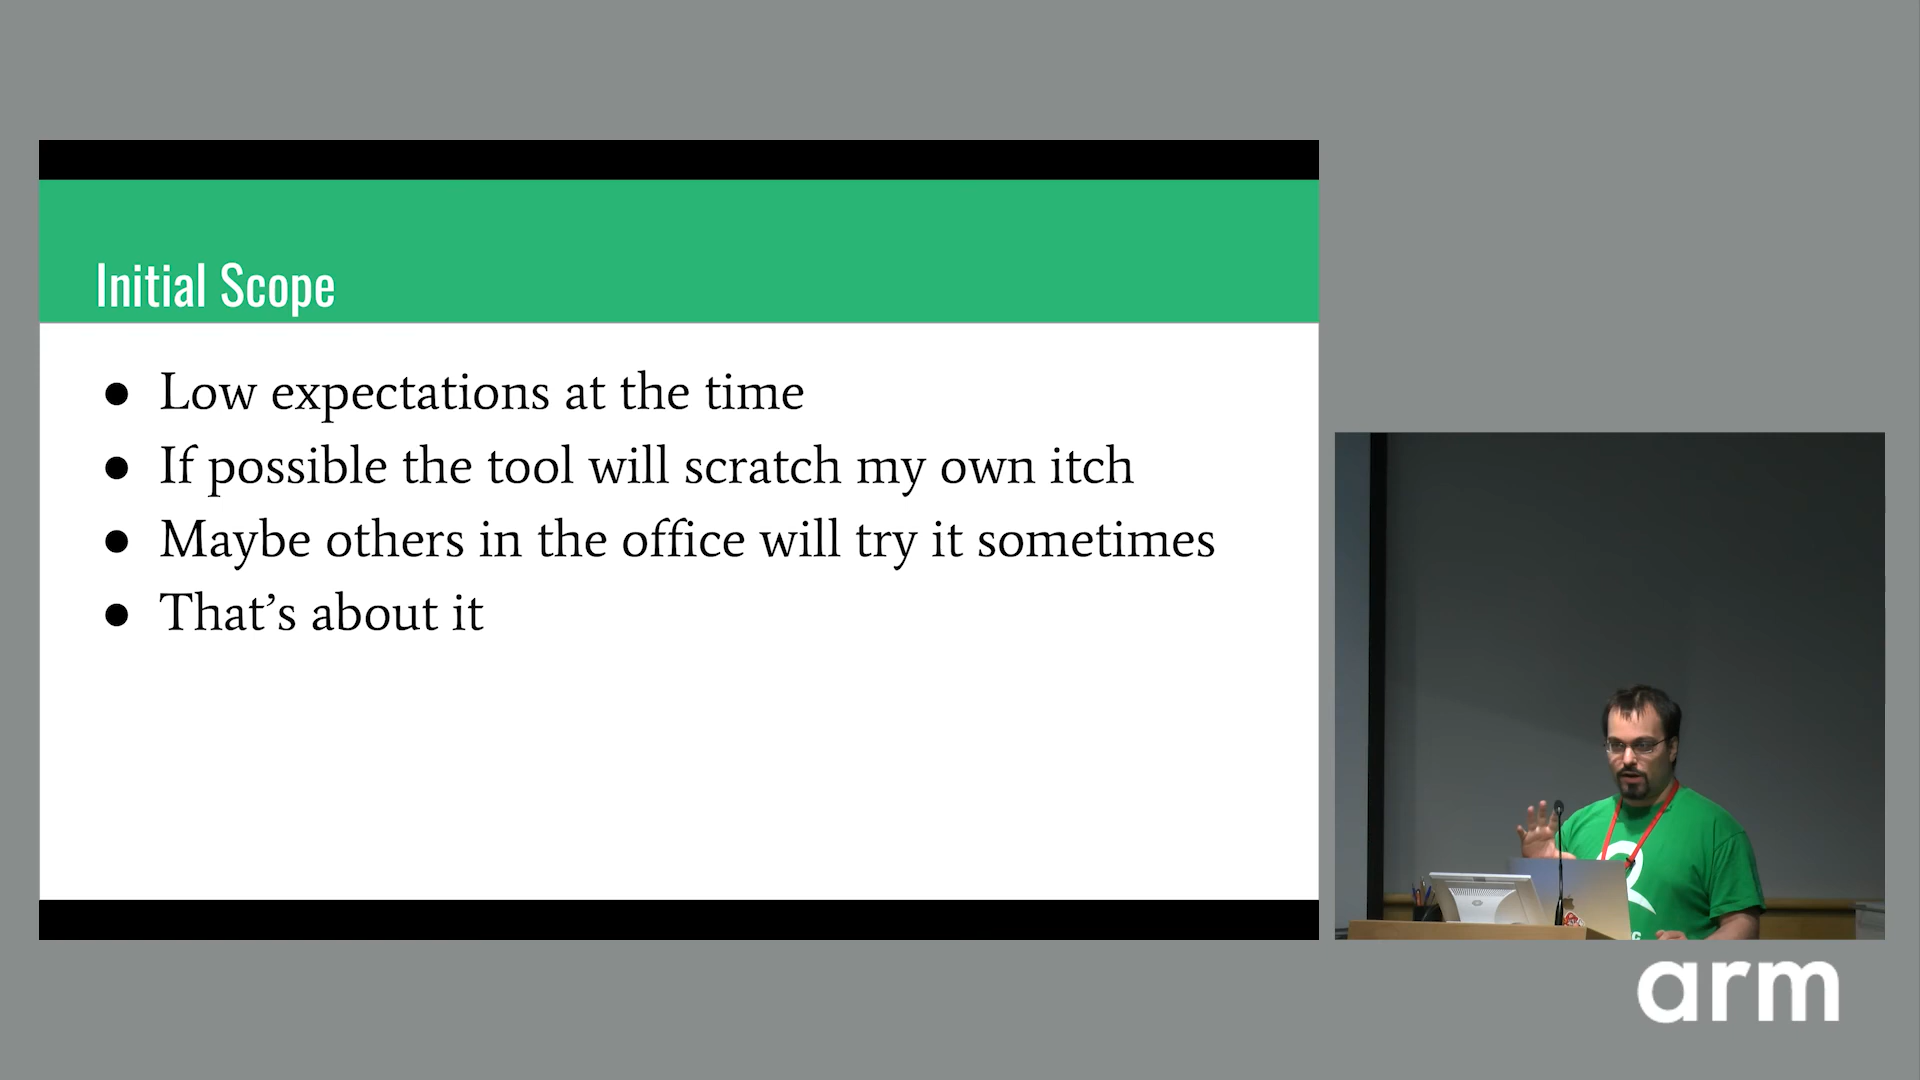 Initial Scope
● Low expectations at the time
● If possible the tool will scratch my own itch
● Maybe others in the office will try it sometimes
● That’s about it
arm